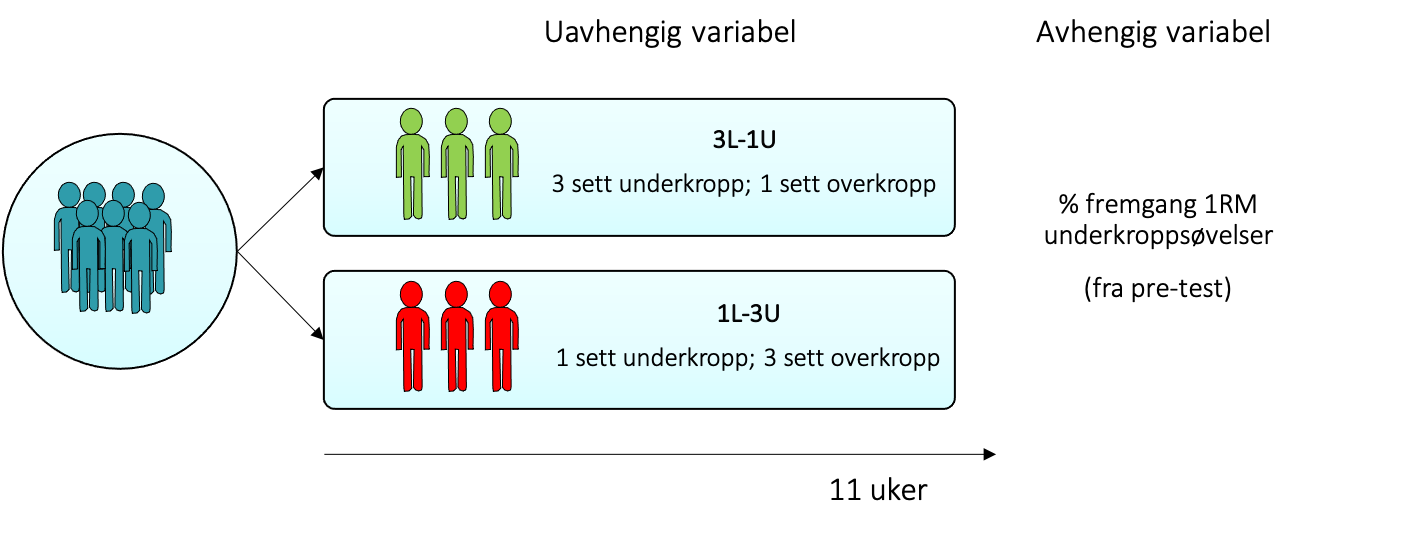 Uavhengig variabel
Avhengig variabel
3L-1U
3 sett underkropp; 1 sett overkropp
% fremgang 1RM
underkroppsøvelser
(fra pre-test)
1L-3U
1 sett underkropp; 3 sett overkropp
11 uker